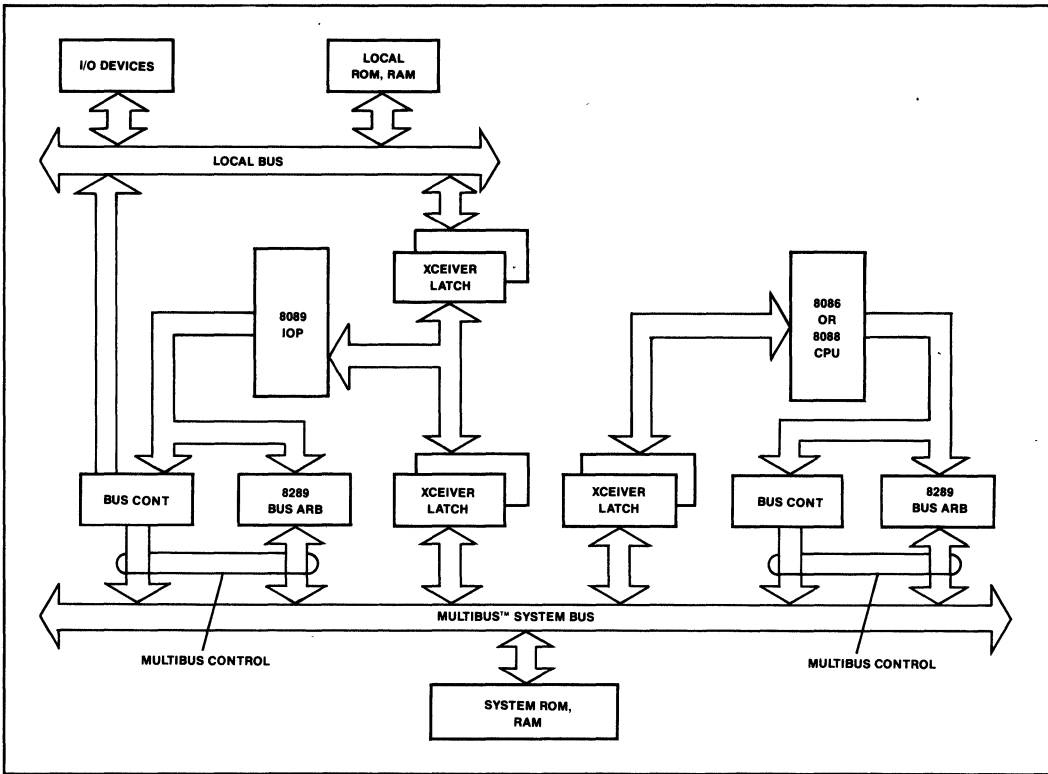 I/O DEVICES
LOCAL
ROM, RAM
LOCAL BUS
XCEIVER
LATCH
8089
IOP
8086
OR
8088
CPU
BUS CONT
8289
BUS ARB
XCEIVER
LATCH
XCEIVER
LATCH
BUS CONT
8289
BUS ARB
MULTIBUS™ SYSTEM BUS
MULTIBUS CONTROL
MULTIBUS CONTROL
SYSTEM ROM,
RAM